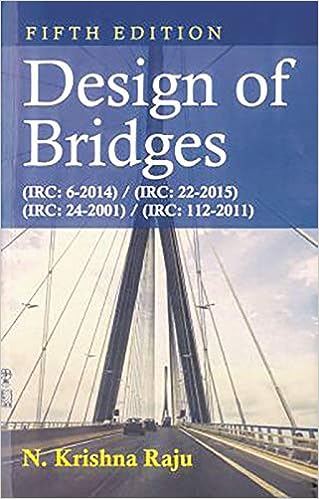 FIFTH EDITION
Design of
Bridges
(IRC: 6-2014) / (IRC: 22-2015)
(IRC: 24-2001) / (IRC: 112-2011)
N. Krishna Raju